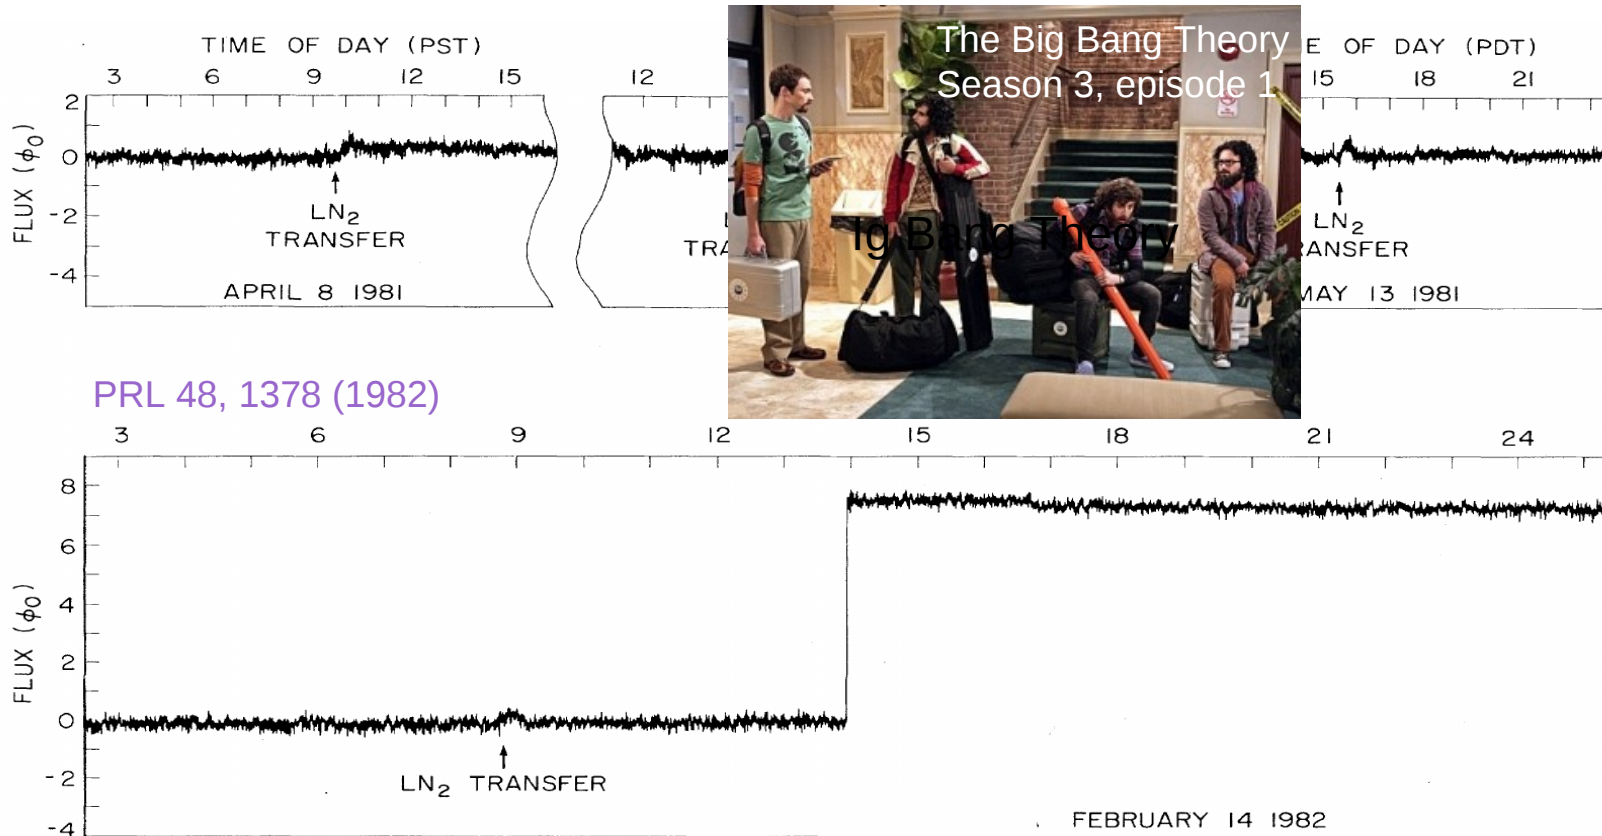 TIME OF DAY (PST)
3 6 9 12 15
12
2
0
-2
-4
FLUX (ϕ0)
LN2
TRANSFER
APRIL 8 1981
TRA
The Big Bang Theory
Season 3, episode 1
Ig Bang Theory
E OF DAY (PDT)
15 18 21
LN2
RANSFER
MAY 13 1981
PRL 48, 1378 (1982)
3 6 9 12 15 18 21 24
8
6
4
2
0
-2
-4
FLUX (ϕ0)
LN2 TRANSFER
FEBRUARY 14 1982